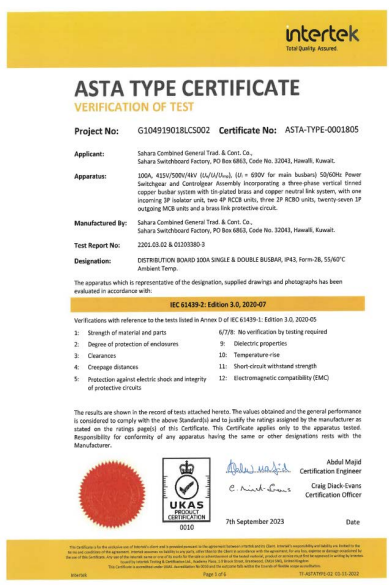 intertek
Total Quality. Assured.
ASTA TYPE CERTIFICATE
VERIFICATION OF TEST
Project No: G104919018LCS002 Certificate No: ASTA-TYPE-0001805
Applicant: Sahara Combined General Trad. & Cont. Co.,
Sahara Switchboard Factory, PO Box 6863, Code No. 32043, Hawalli, Kuwait.
Apparatus: 100A, 415V/500V/4kV (Ue/Ui/Uimp), (Ui = 690V for main busbars) 50/60Hz Power
Switchgear and Controlgear Assembly incorporating a three-phase vertical tinned
copper busbar system with tin-plated brass and copper neutral link system, with one
incoming 3P isolator unit, two 4P RCCB units, three 2P RCBO units, twenty-seven 1P
outgoing MCB units and a brass link protective circuit.
Manufactured By: Sahara Combined General Trad. & Cont. Co.,
Sahara Switchboard Factory, PO Box 6863, Code No. 32043, Hawalli, Kuwait.
Test Report No: 2201.03.02 & 01203380-3
Designation: DISTRIBUTION BOARD 100A SINGLE & DOUBLE BUSBAR, IP43, Form-2B, 55/60°C
Ambient Temp.
The apparatus which is representative of the designation, supplied drawings and photographs has been
evaluated in accordance with:
IEC 61439-2: Edition 3.0, 2020-07
Verifications with reference to the tests listed in Annex D of IEC 61439-1: Edition 3.0, 2020-05
1: Strength of material and parts 6/7/8: No verification by testing required
2: Degree of protection of enclosures 9: Dielectric properties
3: Clearances 10: Temperature-rise
4: Creepage distances 11: Short-circuit withstand strength
5: Protection against electric shock and integrity 12: Electromagnetic compatibility (EMC)
of protective circuits
The results are shown in the record of tests attached hereto. The values obtained and the general performance
is considered to comply with the above Standard(s) and to justify the ratings assigned by the manufacturer as
stated on the ratings page(s) of this Certificate. This Certificate applies only to the apparatus tested.
Responsibility for conformity of any apparatus having the same or other designations rests with the
Manufacturer.
Abdul Majid
Certification Engineer
Craig Diack-Evans
Certification Officer
UKAS
PRODUCT
CERTIFICATION
0010
7th September 2023 Date
Intertek Page 1 of 6